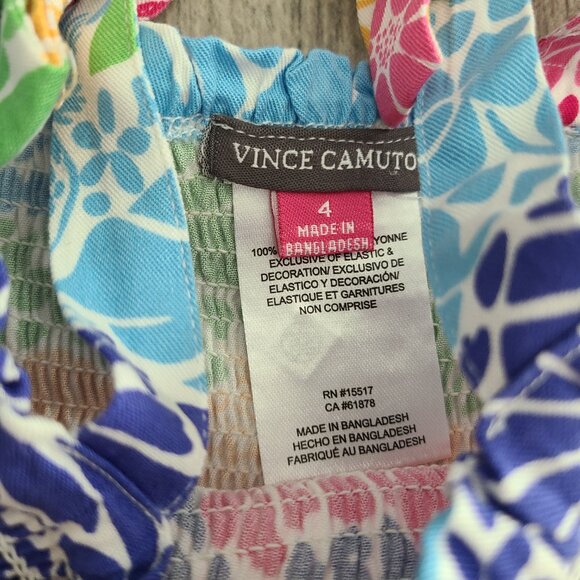 VINCE CAMUTO
4
MADE IN
BANGLADESH
100% YONNE
EXCLUSIVE OF ELASTIC &
DECORATION/ EXCLUSIVO DE
ELASTICO Y DECORACIÓN/
ELASTIQUE ET GARNITURES
NON COMPRISE
RN #15517
CA #61878
MADE IN BANGLADESH
HECHO EN BANGLADESH
FABRIQUÉ AU BANGLADESH